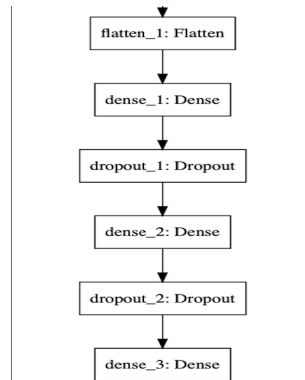 flatten_1: Flatten
dense_1: Dense
dropout_1: Dropout
dense_2: Dense
dropout_2: Dropout
dense_3: Dense